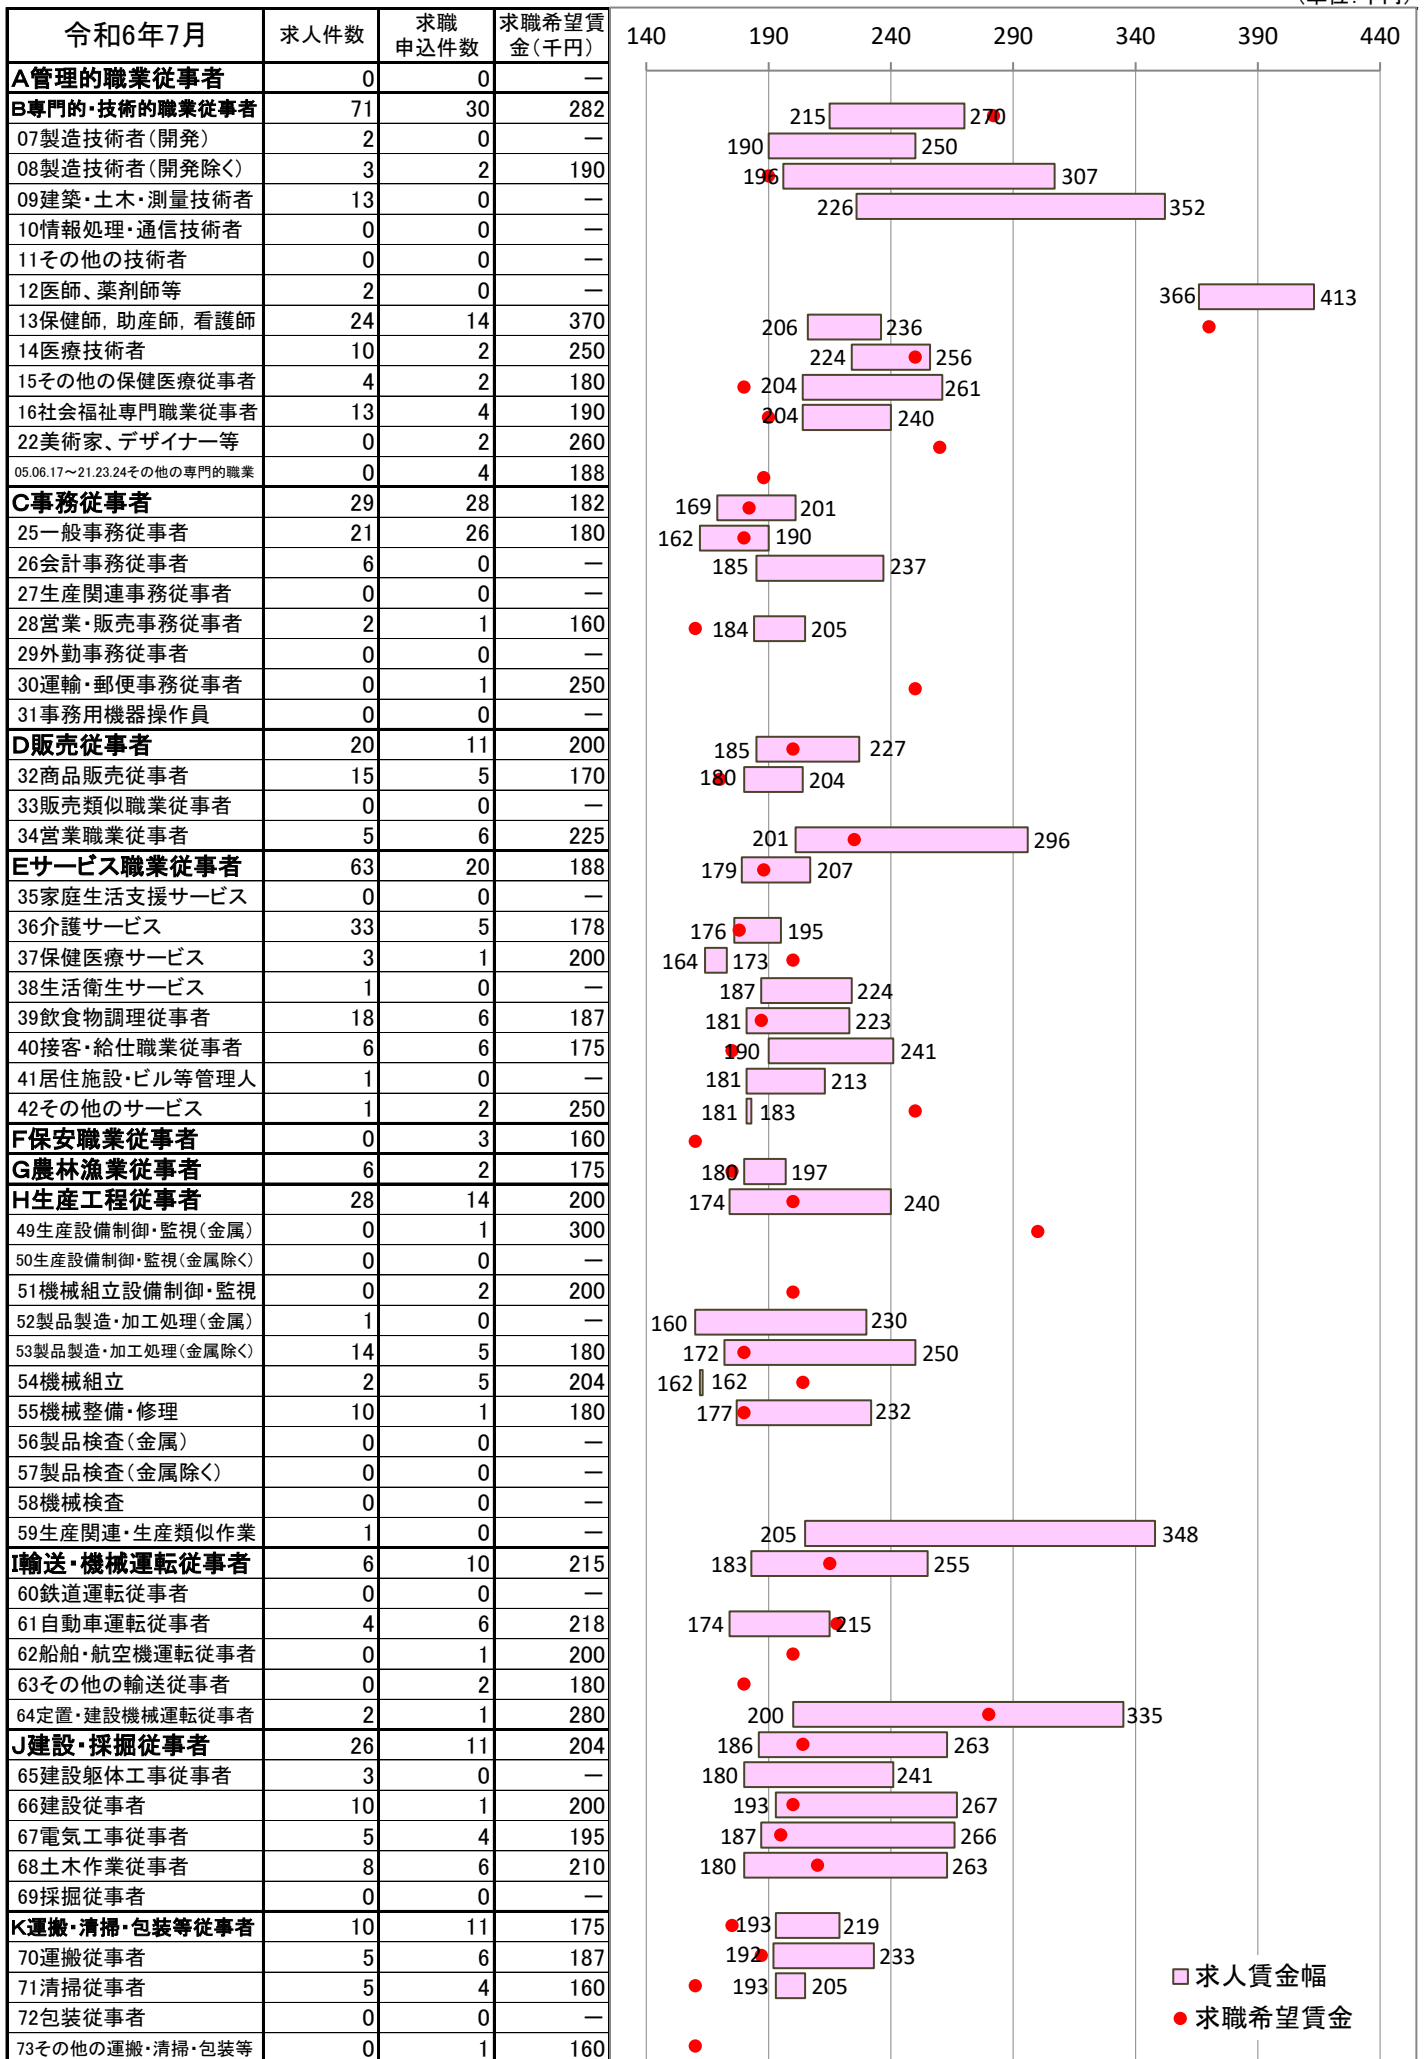 (単位:千円)
令和6年7月 求人件数 求職申込件数 求職希望賃金(千円) 140 190 240 290 340 390 440
A管理的職業従事者 0 0 ―
B専門的・技術的職業従事者 71 30 282 215 270
07製造技術者(開発) 2 0 ― 190 250
08製造技術者(開発除く) 3 2 190 196 307
09建築・土木・測量技術者 13 0 ― 226 352
10情報処理・通信技術者 0 0 ―
11その他の技術者 0 0 ―
12医師、薬剤師等 2 0 ― 366 413
13保健師,助産師,看護師 24 14 370 206 236
14医療技術者 10 2 250 224 256
15その他の保健医療従事者 4 2 180 204 261
16社会福祉専門職業従事者 13 4 190 204 240
22美術家、デザイナー等 0 2 260
05.06.17～21.23.24その他の専門的職業 0 4 188
C事務従事者 29 28 182 169 201
25一般事務従事者 21 26 180 162 190
26会計事務従事者 6 0 ― 185 237
27生産関連事務従事者 0 0 ―
28営業・販売事務従事者 2 1 160 184 205
29外勤事務従事者 0 0 ―
30運輸・郵便事務従事者 0 1 250
31事務用機器操作員 0 0 ―
D販売従事者 20 11 200 185 227
32商品販売従事者 15 5 170 180 204
33販売類似職業従事者 0 0 ―
34営業職業従事者 5 6 225 201 296
Eサービス職業従事者 63 20 188 179 207
35家庭生活支援サービス 0 0 ―
36介護サービス 33 5 178 176 195
37保健医療サービス 3 1 200 164 173
38生活衛生サービス 1 0 ― 187 224
39飲食物調理従事者 18 6 187 181 223
40接客・給仕職業従事者 6 6 175 190 241
41居住施設・ビル等管理人 1 0 ― 181 213
42その他のサービス 1 2 250 181 183
F保安職業従事者 0 3 160
G農林漁業従事者 6 2 175 180 197
H生産工程従事者 28 14 200 174 240
49生産設備制御・監視(金属) 0 1 300
50生産設備制御・監視(金属除く) 0 0 ―
51機械組立設備制御・監視 0 2 200
52製品製造・加工処理(金属) 1 0 ― 160 230
53製品製造・加工処理(金属除く) 14 5 180 172 250
54機械組立 2 5 204 162 162
55機械整備・修理 10 1 180 177 232
56製品検査(金属) 0 0 ―
57製品検査(金属除く) 0 0 ―
58機械検査 0 0 ―
59生産関連・生産類似作業 1 0 ― 205 348
I輸送・機械運転従事者 6 10 215 183 255
60鉄道運転従事者 0 0 ―
61自動車運転従事者 4 6 218 174 215
62船舶・航空機運転従事者 0 1 200
63その他の輸送従事者 0 2 180
64定置・建設機械運転従事者 2 1 280 200 335
J建設・採掘従事者 26 11 204 186 263
65建設躯体工事従事者 3 0 ― 180 241
66建設従事者 10 1 200 193 267
67電気工事従事者 5 4 195 187 266
68土木作業従事者 8 6 210 180 263
69採掘従事者 0 0 ―
K運搬・清掃・包装等従事者 10 11 175 193 219
70運搬従事者 5 6 187 192 233
71清掃従事者 5 4 160 193 205
72包装従事者 0 0 ―
73その他の運搬・清掃・包装等 0 1 160
求人賃金幅
求職希望賃金